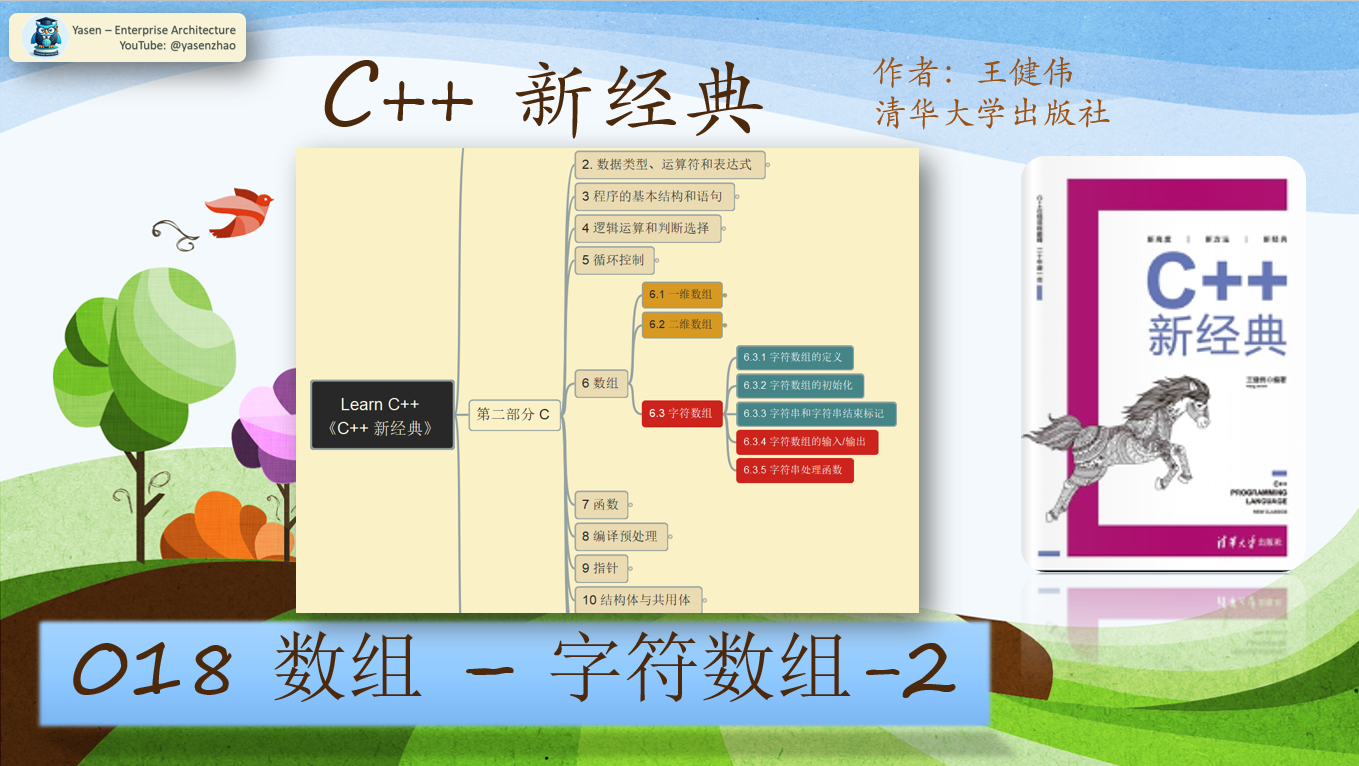 Yasen – Enterprise Architecture
YouTube: @yasenzhao
C++ 新经典
作者：王健伟
清华大学出版社
2. 数据类型、运算符和表达式
3 程序的基本结构和语句
4 逻辑运算和判断选择
5 循环控制
6.1 一维数组
6.2 二维数组
6.3.1 字符数组的定义
6.3.2 字符数组的初始化
6 数组
6.3 字符数组
6.3.3 字符串和字符串结束标记
Learn C++
《C++ 新经典》
第二部分 C
6.3.4 字符数组的输入/输出
6.3.5 字符串处理函数
7 函数
8 编译预处理
9 指针
10 结构体与共用体
C++
新经典
王健伟◎编著
C++
PROGRAMMING
LANGUAGE
NEW CLASSICS
清华大学出版社
018 数组 – 字符数组-2